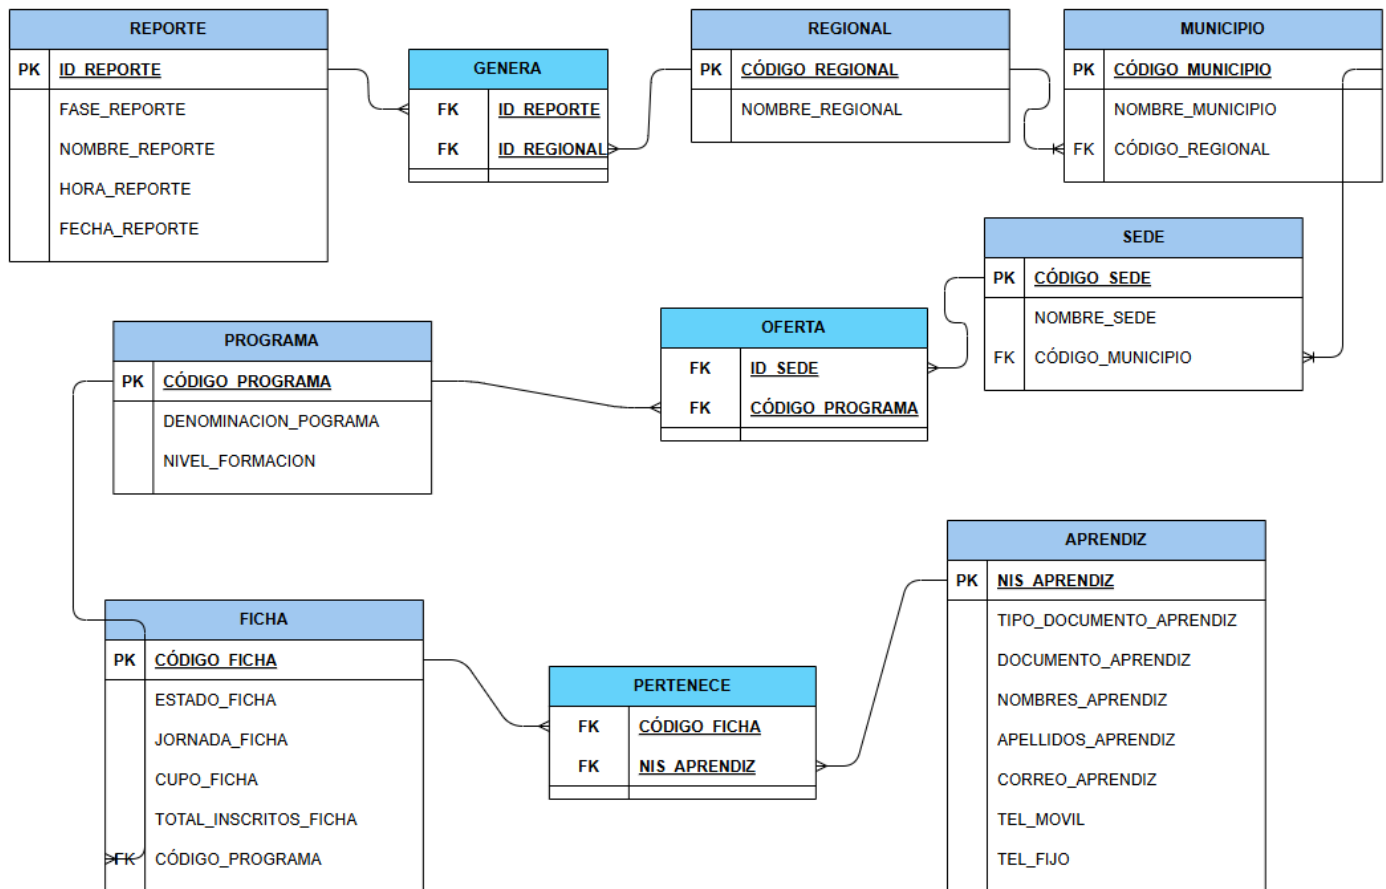 REPORTE
PK ID_REPORTE
FASE_REPORTE
NOMBRE_REPORTE
HORA_REPORTE
FECHA_REPORTE
GENERA
FK ID_REPORTE
FK ID_REGIONAL
REGIONAL
PK CÓDIGO_REGIONAL
NOMBRE_REGIONAL
MUNICIPIO
PK CÓDIGO_MUNICIPIO
NOMBRE_MUNICIPIO
FK CÓDIGO_REGIONAL
SEDE
PK CÓDIGO_SEDE
NOMBRE_SEDE
FK CÓDIGO_MUNICIPIO
OFERTA
FK ID_SEDE
FK CÓDIGO_PROGRAMA
PROGRAMA
PK CÓDIGO_PROGRAMA
DENOMINACION_POGRAMA
NIVEL_FORMACION
FICHA
PK CÓDIGO_FICHA
ESTADO_FICHA
JORNADA_FICHA
CUPO_FICHA
TOTAL_INSCRITOS_FICHA
FK CÓDIGO_PROGRAMA
PERTENECE
FK CÓDIGO_FICHA
FK NIS_APRENDIZ
APRENDIZ
PK NIS_APRENDIZ
TIPO_DOCUMENTO_APRENDIZ
DOCUMENTO_APRENDIZ
NOMBRES_APRENDIZ
APELLIDOS_APRENDIZ
CORREO_APRENDIZ
TEL_MOVIL
TEL_FIJO